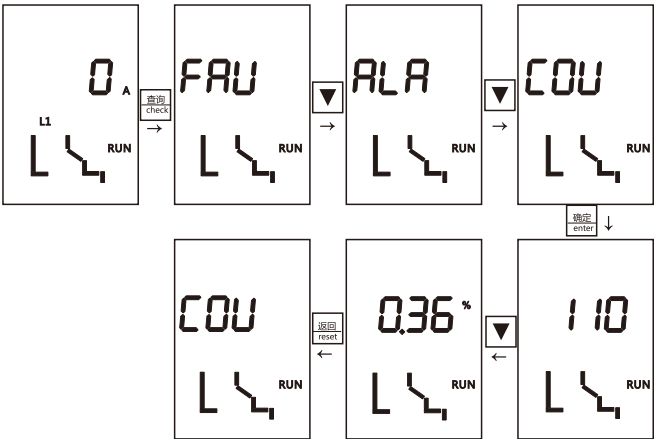 0 A
L1
RUN
查询
check
→
FAU
RUN
▼
→
ALA
RUN
▼
→
COU
RUN
确定
enter
↓
110
RUN
▼
←
0.36 %
RUN
返回
reset
←
COU
RUN